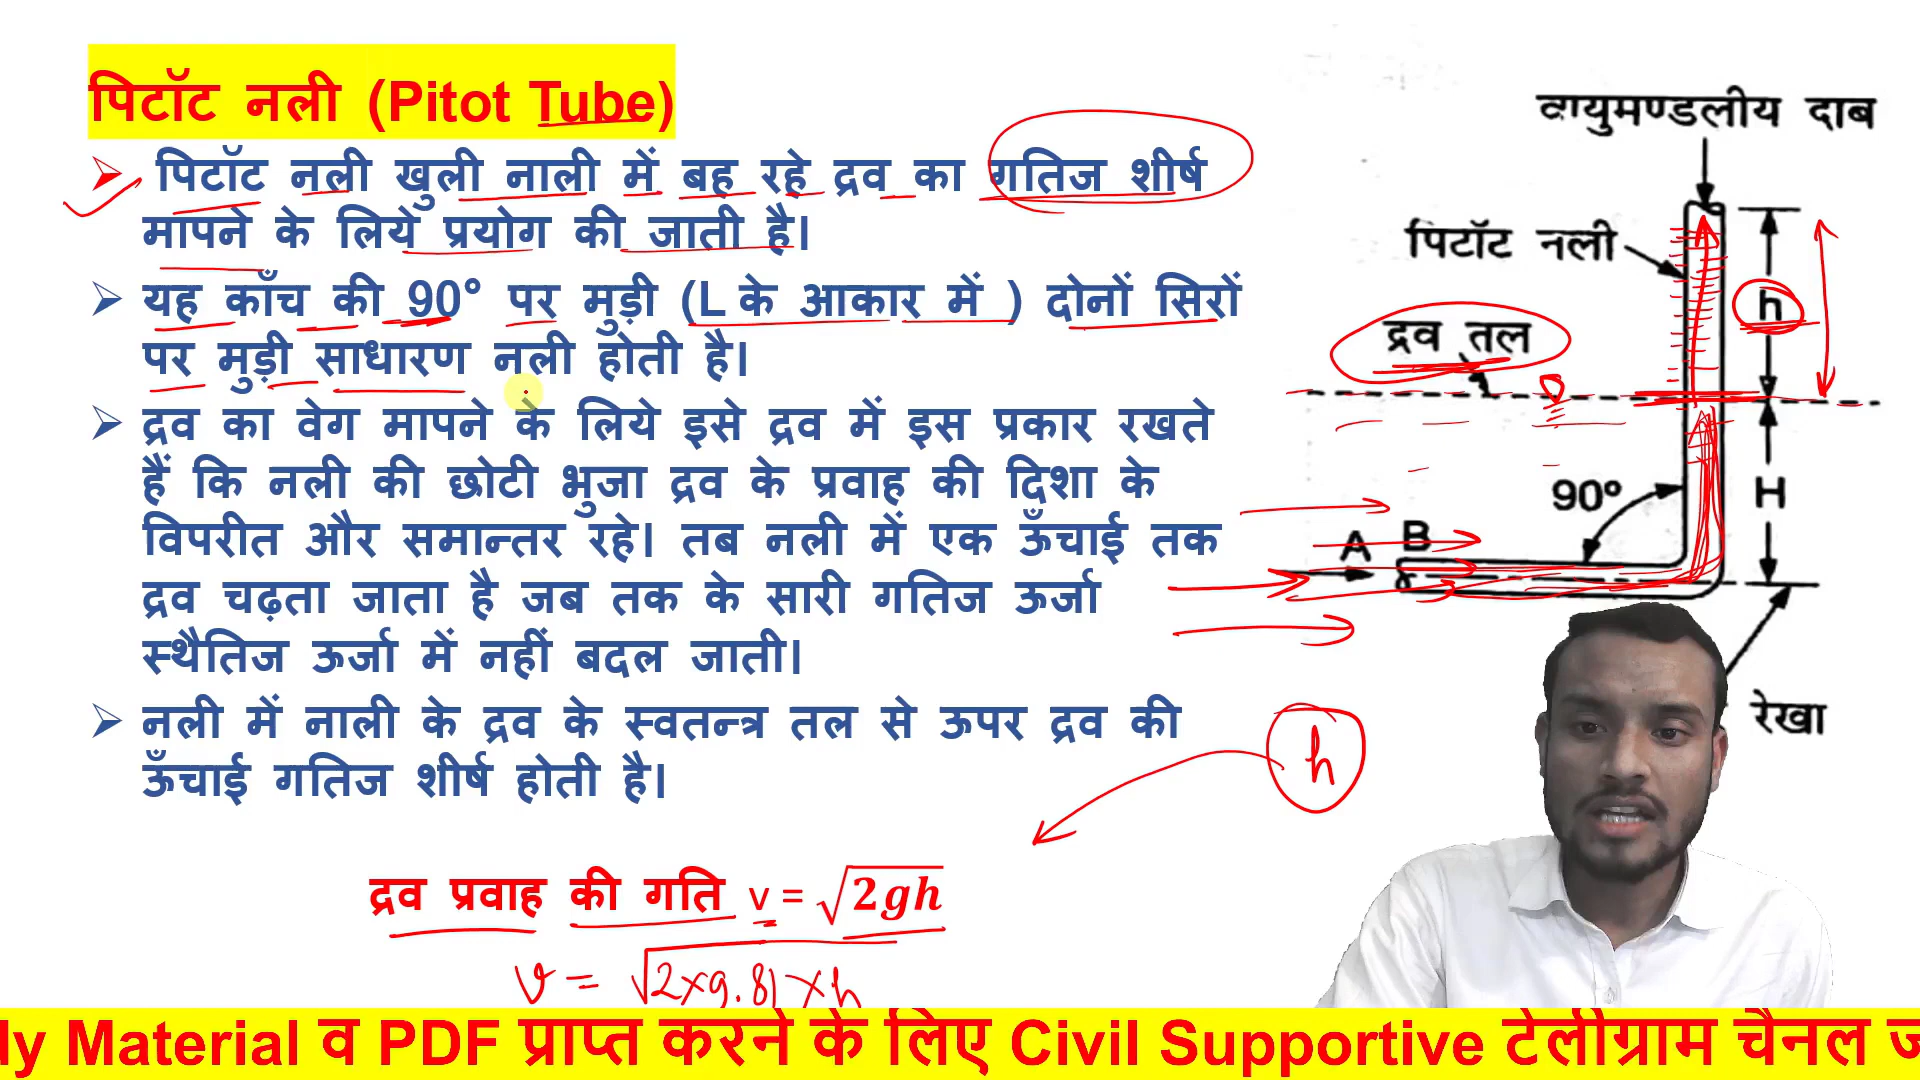 पिटॉट नली (Pitot Tube)
➢ पिटॉट नली खुली नाली में बह रहे द्रव का गतिज शीर्ष
मापने के लिये प्रयोग की जाती है।
➢ यह काँच की 90° पर मुड़ी (L के आकार में ) दोनों सिरों
पर मुड़ी साधारण नली होती है।
➢ द्रव का वेग मापने के लिये इसे द्रव में इस प्रकार रखते
हैं कि नली की छोटी भुजा द्रव के प्रवाह की दिशा के
विपरीत और समान्तर रहे। तब नली में एक ऊँचाई तक
द्रव चढ़ता जाता है जब तक के सारी गतिज ऊर्जा
स्थैतिज ऊर्जा में नहीं बदल जाती।
➢ नली में नाली के द्रव के स्वतन्त्र तल से ऊपर द्रव की
ऊँचाई गतिज शीर्ष होती है।
द्रव प्रवाह की गति v = √2gh
v = √2×9.81×h
वायुमण्डलीय दाब
पिटॉट नली
h
द्रव तल
90°
H
A B
रेखा
h
dy Material व PDF प्राप्त करने के लिए Civil Supportive टेलीग्राम चैनल ज